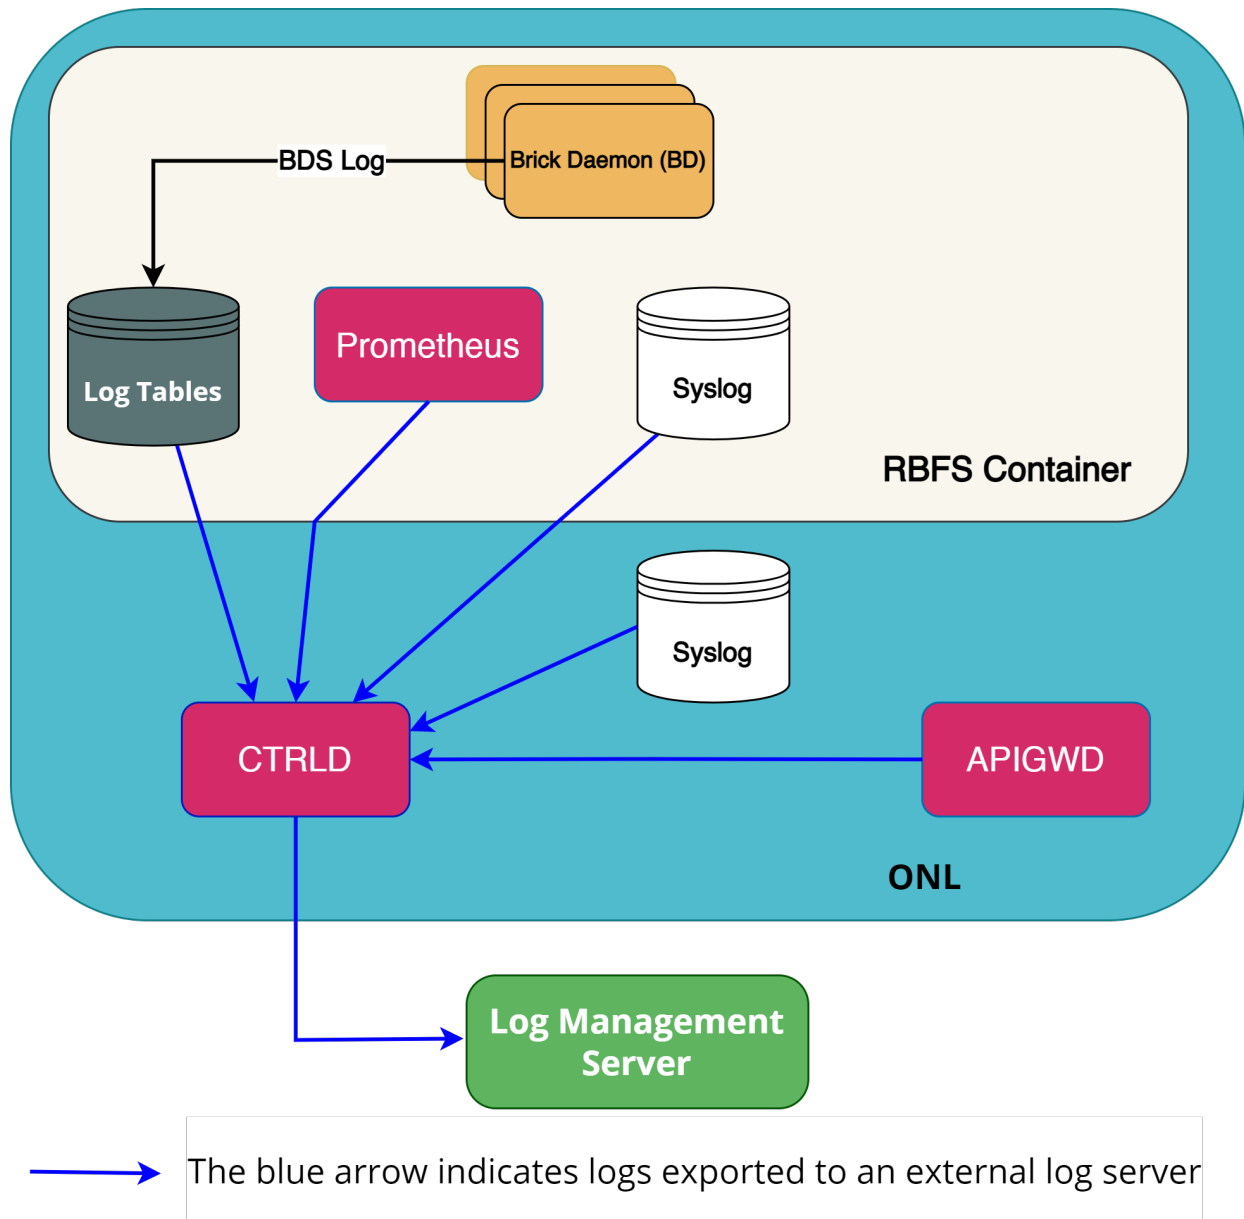 BDS Log
Brick Daemon (BD)
Log Tables
Prometheus
Syslog
RBFS Container
Syslog
CTRLD
APIGWD
ONL
Log Management
Server
The blue arrow indicates logs exported to an external log server